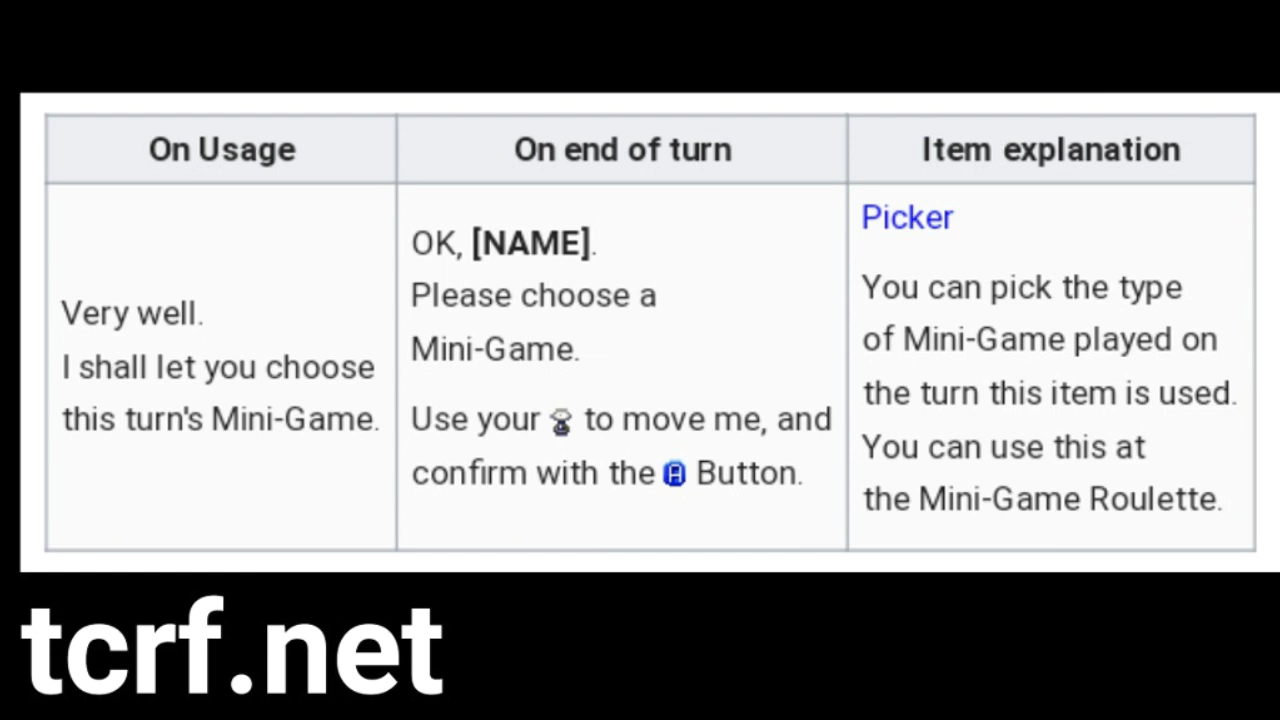 On Usage
On end of turn
Item explanation
Very well.
I shall let you choose
this turn's Mini-Game.
OK, [NAME].
Please choose a
Mini-Game.
Use your to move me, and
confirm with the A Button.
Picker
You can pick the type
of Mini-Game played on
the turn this item is used.
You can use this at
the Mini-Game Roulette.
tcrf.net